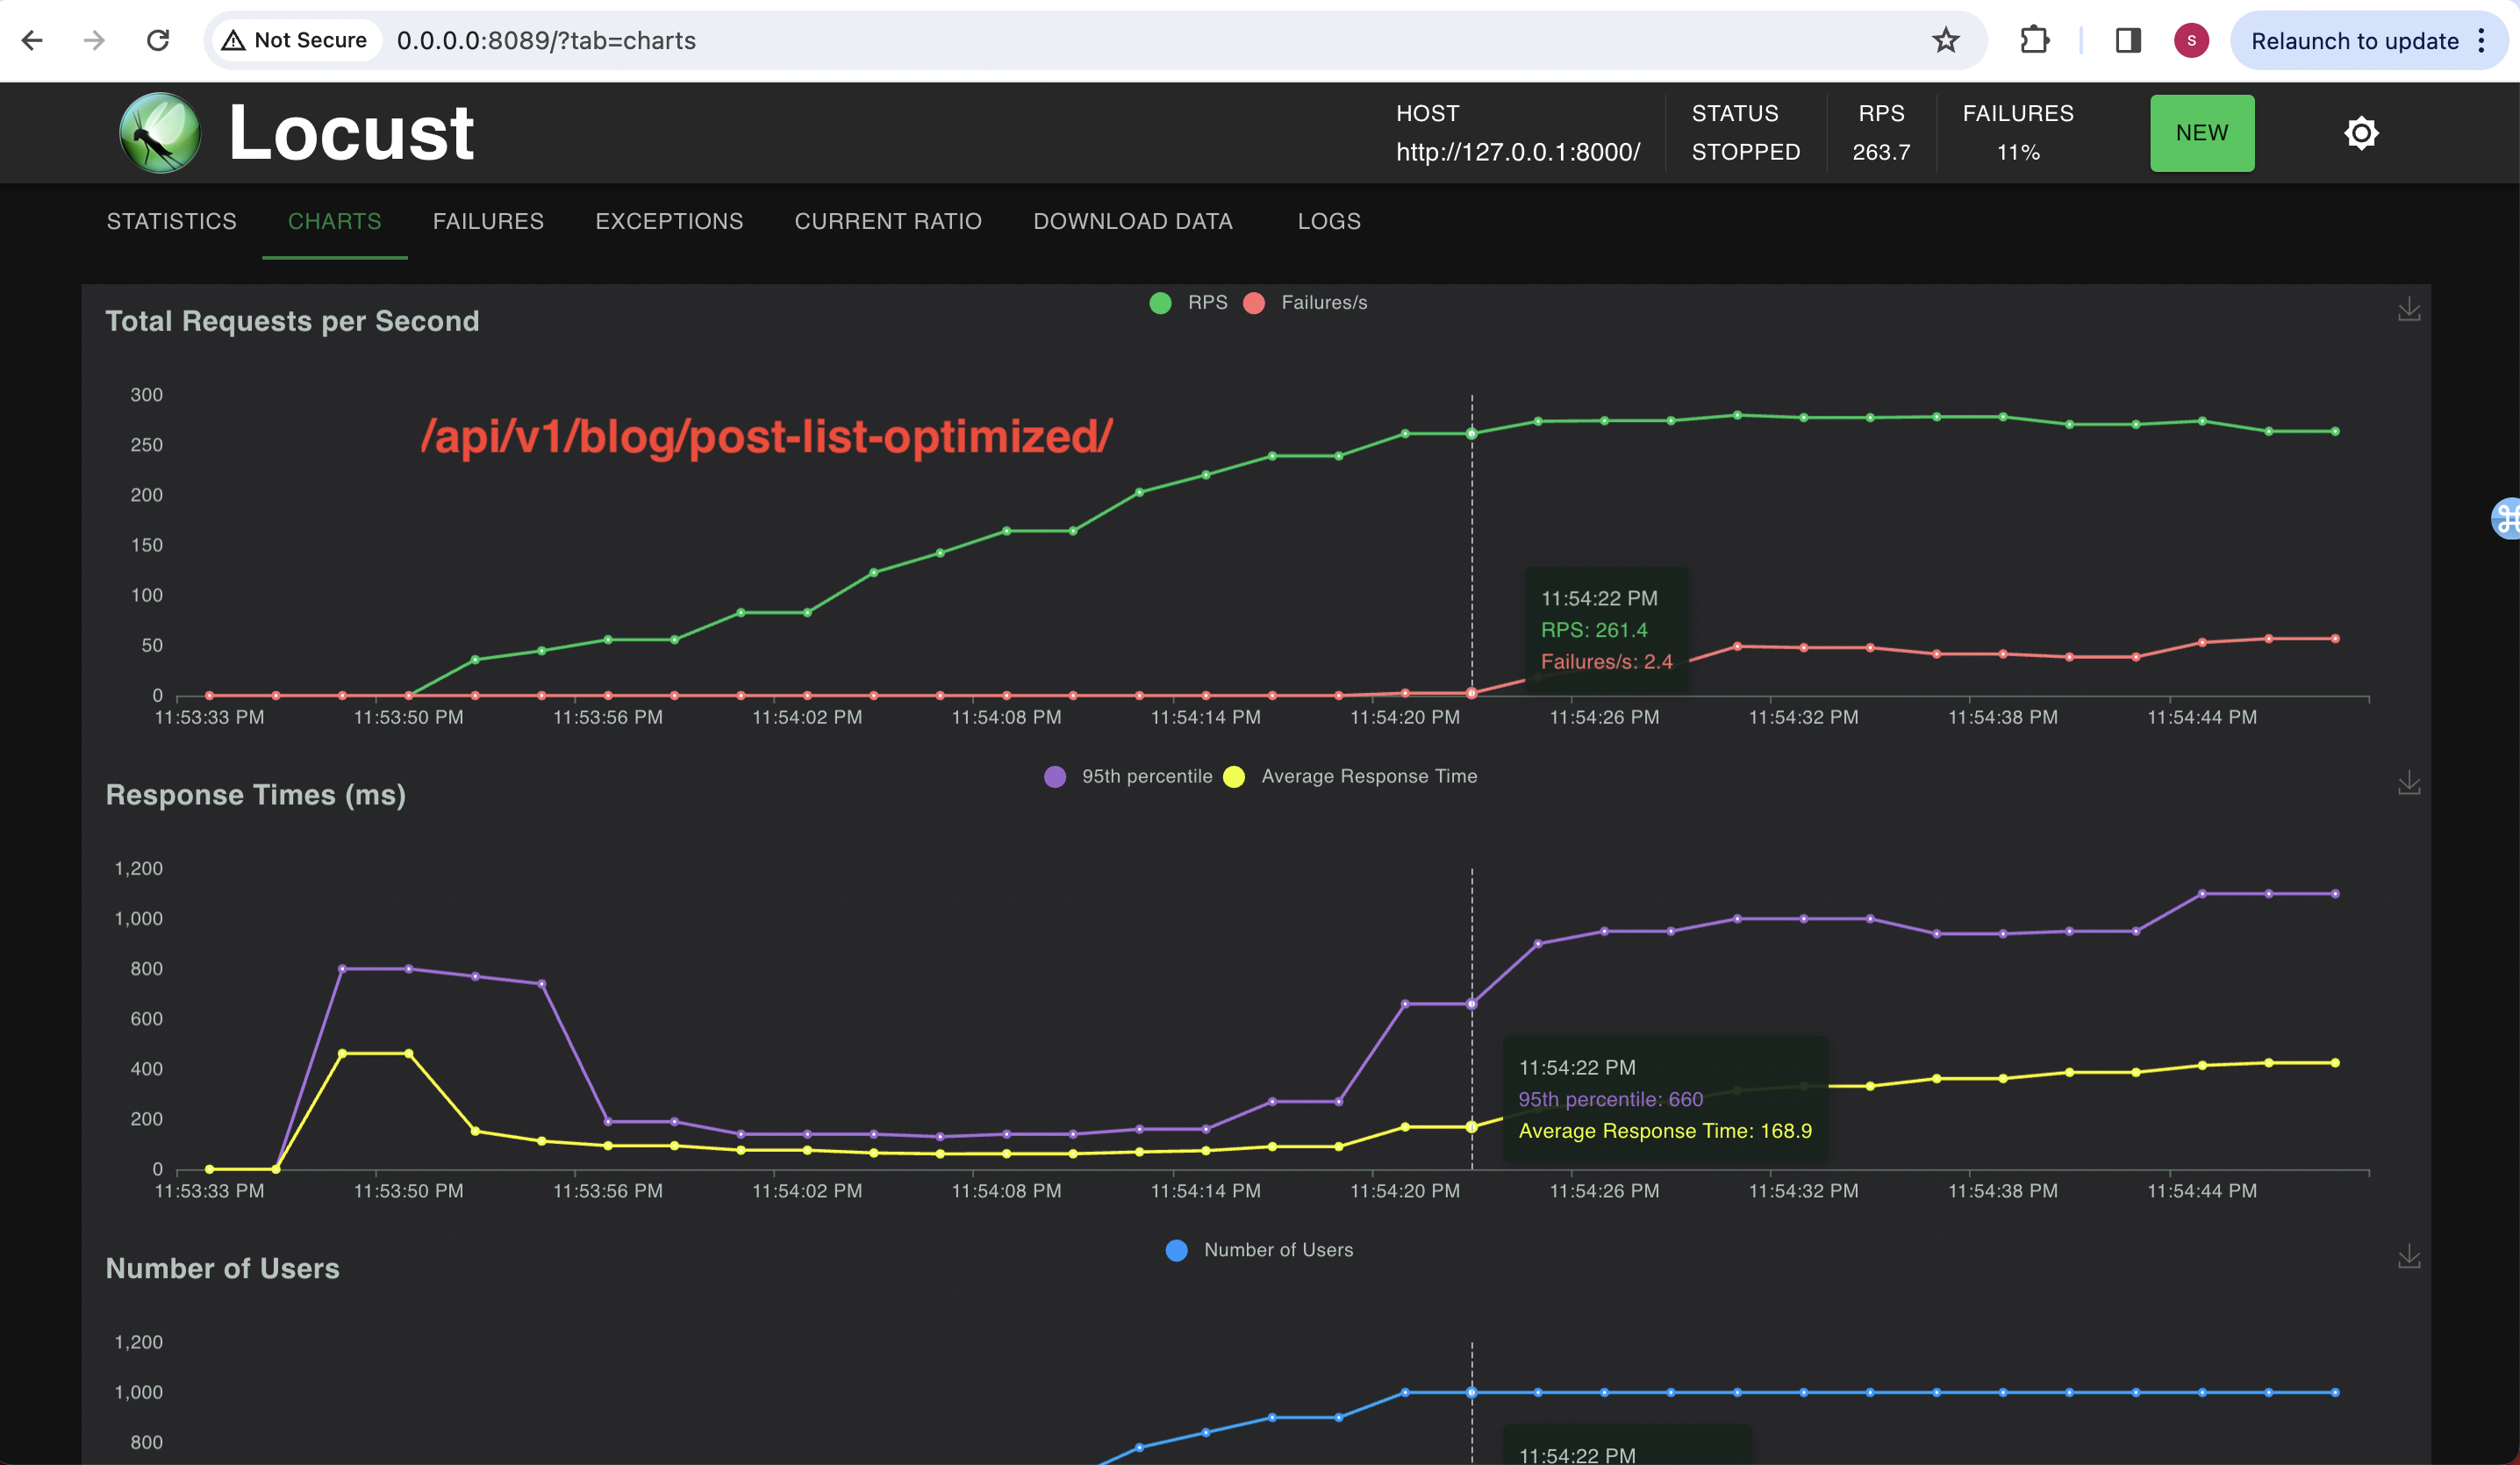 Not Secure 0.0.0.0:8089/?tab=charts S Relaunch to update
Locust
HOST
http://127.0.0.1:8000/
STATUS
STOPPED
RPS
263.7
FAILURES
11%
NEW
STATISTICS CHARTS FAILURES EXCEPTIONS CURRENT RATIO DOWNLOAD DATA LOGS
Total Requests per Second
RPS Failures/s
/api/v1/blog/post-list-optimized/
300
250
200
150
100
50
0
11:54:22 PM
RPS: 261.4
Failures/s: 2.4
11:53:33 PM 11:53:50 PM 11:53:56 PM 11:54:02 PM 11:54:08 PM 11:54:14 PM 11:54:20 PM 11:54:26 PM 11:54:32 PM 11:54:38 PM 11:54:44 PM
Response Times (ms)
95th percentile Average Response Time
1,200
1,000
800
600
400
200
0
11:54:22 PM
95th percentile: 660
Average Response Time: 168.9
11:53:33 PM 11:53:50 PM 11:53:56 PM 11:54:02 PM 11:54:08 PM 11:54:14 PM 11:54:20 PM 11:54:26 PM 11:54:32 PM 11:54:38 PM 11:54:44 PM
Number of Users
Number of Users
1,200
1,000
800
11:54:22 PM